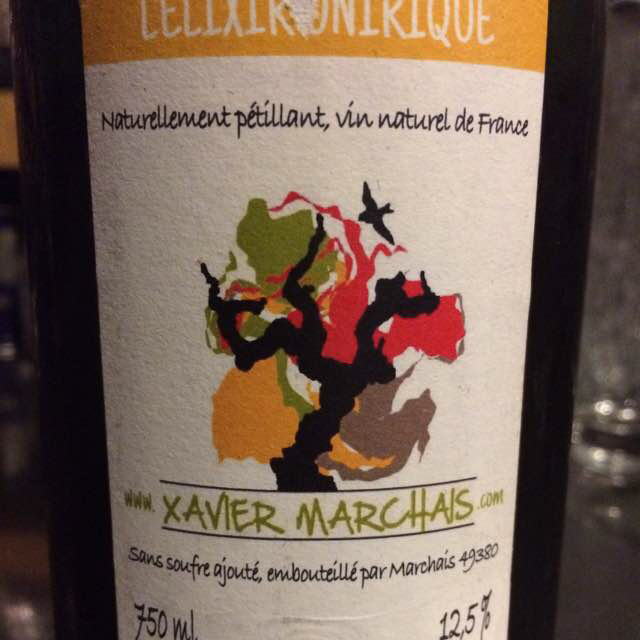 L'ELIXIR ONIRIQUE
Naturellement pétillant, vin naturel de France
www. XAVIER MARCHAIS .com
Sans soufre ajouté, embouteillé par Marchais 49380
750 ml 12,5%